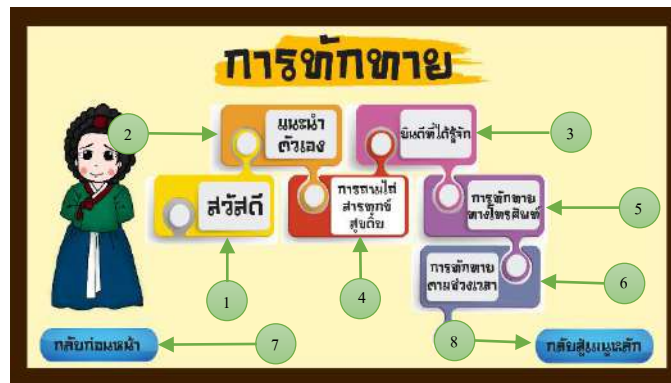 การทักทาย
2
แนะนำ
ตัวเอง
ยินดีที่ได้รู้จัก
3
สวัสดี
การถามไถ่
สารทุกข์
สุขดิบ
การทักทาย
ทางโทรศัพท์
5
1
4
การทักทาย
ตามช่วงเวลา
6
กลับก่อนหน้า
7
8
กลับสู่เมนูหลัก